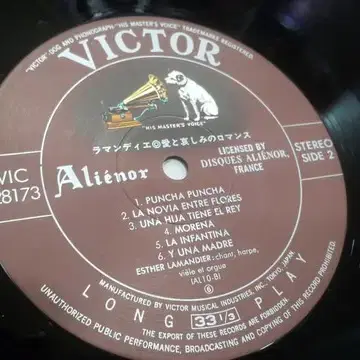 "VICTOR"-DOG AND PHONOGRAPH-"HIS MASTER'S VOICE" TRADEMARKS REGISTERED
VICTOR
"HIS MASTER'S VOICE"
ラマンディエ◎愛と哀しみのロマンス
VIC
28173
Aliénor
LICENSED BY
DISQUES ALIÉNOR,
FRANCE
STEREO
SIDE 2
1. PUNCHA PUNCHA
2. LA NOVIA ENTRE FLORES
3. UNA HIJA TIENE EL REY
4. MORENA
5. LA INFANTINA
6. Y UNA MADRE
ESTHER LAMANDIER: chant, harpe,
vièle et orgue
(AL 10-B)
6
MANUFACTURED BY VICTOR MUSICAL INDUSTRIES, INC. TOKYO, JAPAN
LONG 33 1/3 PLAY
THE EXPORT OF THESE RECORDS ARE FORBIDDEN.
UNAUTHORIZED PUBLIC PERFORMANCE, BROADCASTING AND COPYING OF THIS RECORD PROHIBITED.